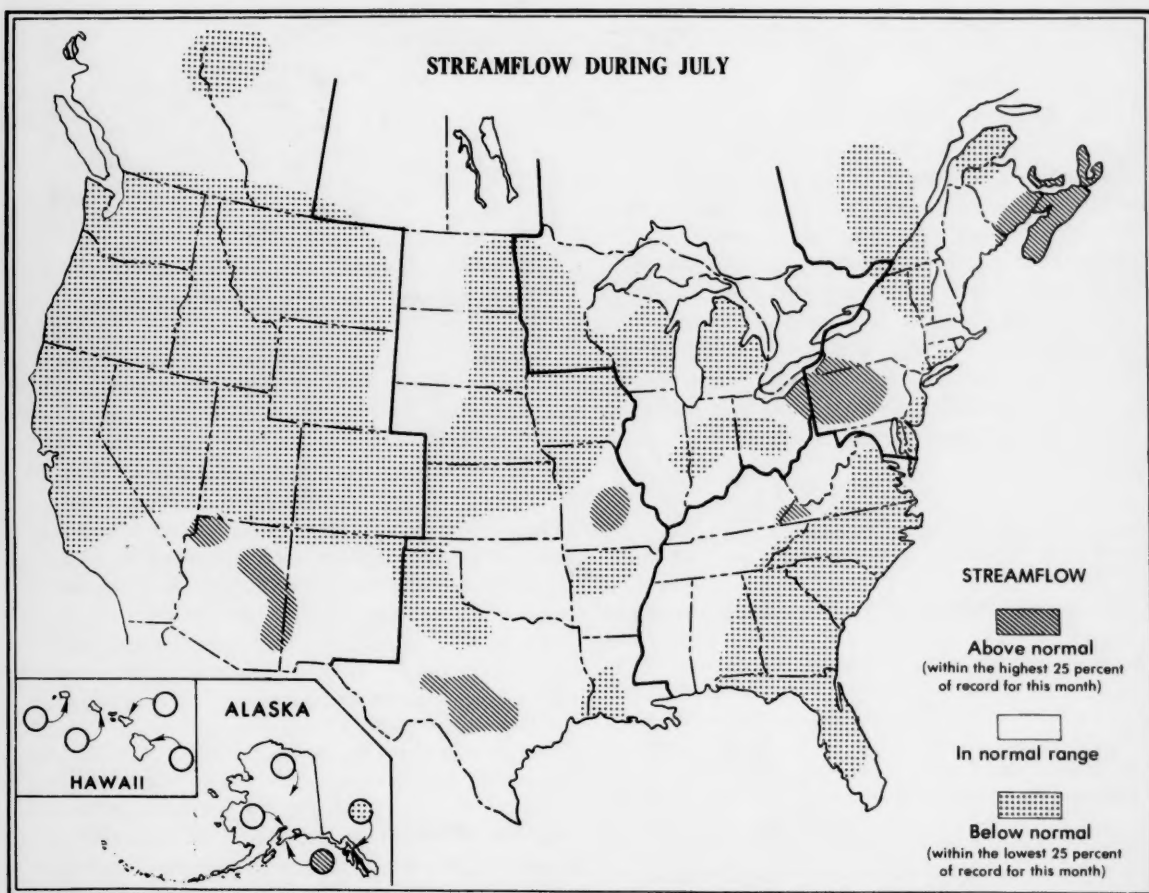 STREAMFLOW DURING JULY
STREAMFLOW
Above normal
(within the highest 25 percent
of record for this month)
In normal range
Below normal
(within the lowest 25 percent
of record for this month)
HAWAII
ALASKA